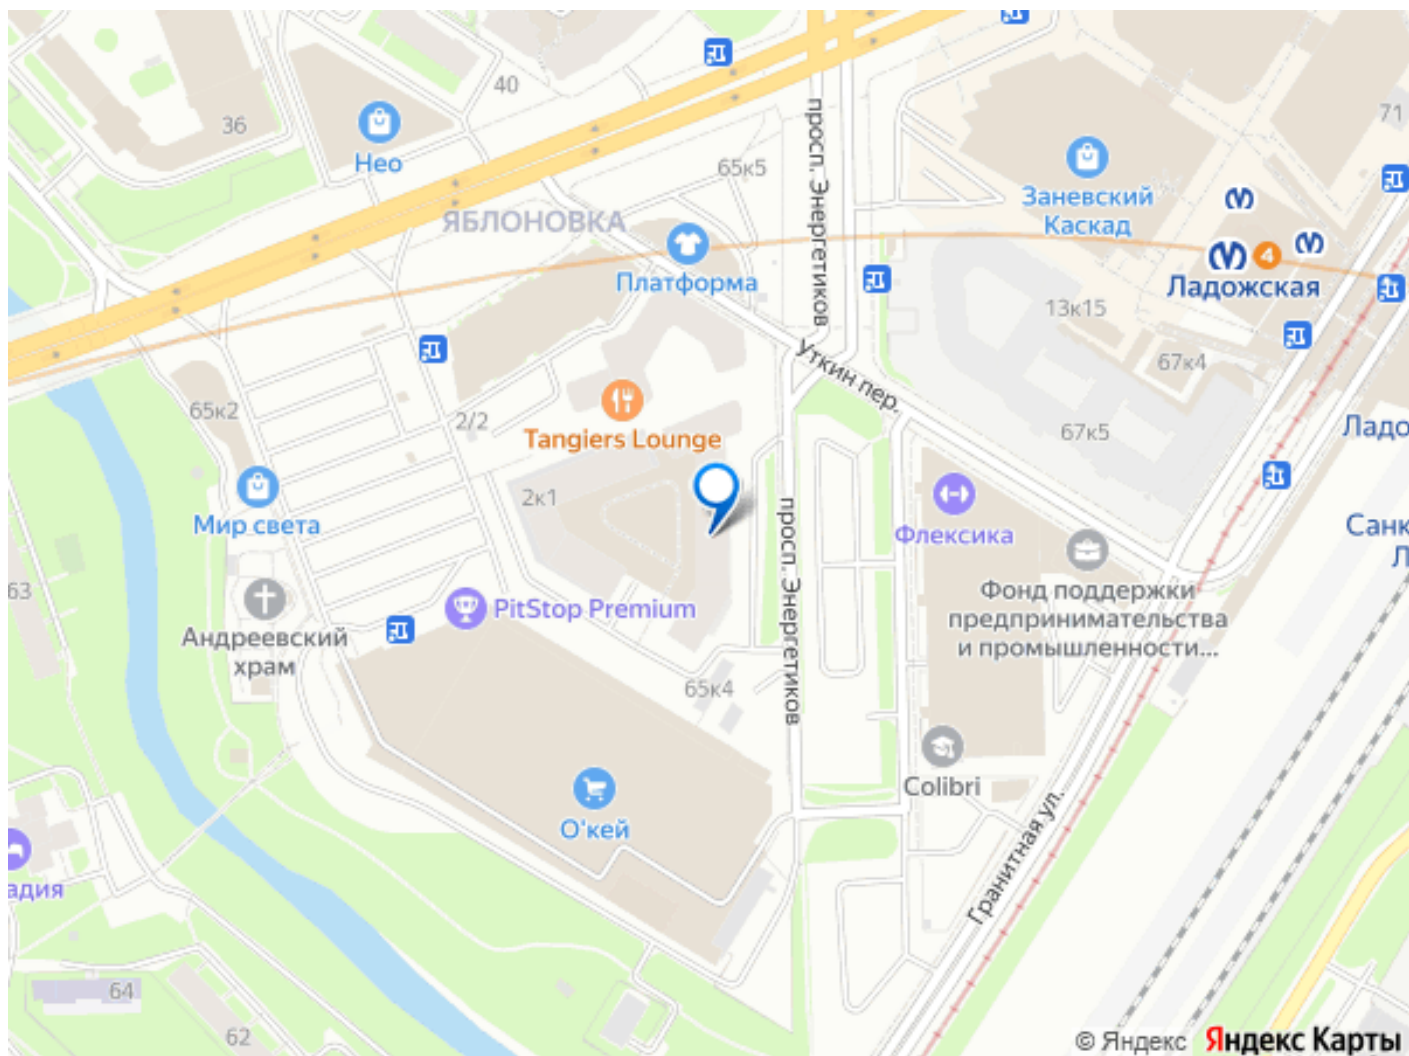 40
36
71
Нео
65к5
просп. Энергетиков
Заневский
Каскад
ЯБЛОНОВКА
Платформа
4
Ладожская
13к15
Уткин пер.
67к4
65к2
2/2
Tangiers Lounge
67к5
Ладо
2к1
Мир света
просп. Энергетиков
Флексика
Санк
Л
63
Фонд поддержки
предпринимательства
и промышленности...
PitStop Premium
Андреевский
храм
65к4
Colibri
О'кей
Гранитная ул.
адия
64
62
© Яндекс Яндекс Карты